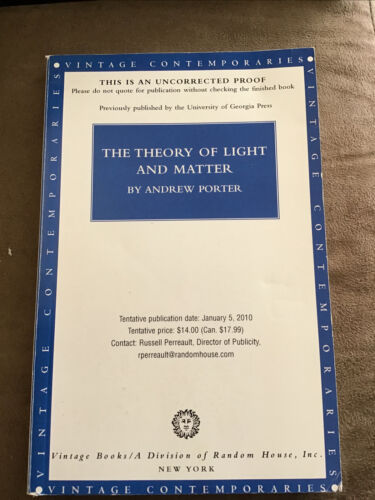 VINTAGE CONTEMPORARIES
THIS IS AN UNCORRECTED PROOF
Please do not quote for publication without checking the finished book
Previously published by the University of Georgia Press
THE THEORY OF LIGHT
AND MATTER
BY ANDREW PORTER
Tentative publication date: January 5, 2010
Tentative price: $14.00 (Can. $17.99)
Contact: Russell Perreault, Director of Publicity,
rperreault@randomhouse.com
Vintage Books/A Division of Random House, Inc.
NEW YORK
VINTAGE CONTEMPORARIES
VINTAGE CONTEMPORARIES
VINTAGE CONTEMPORARIES